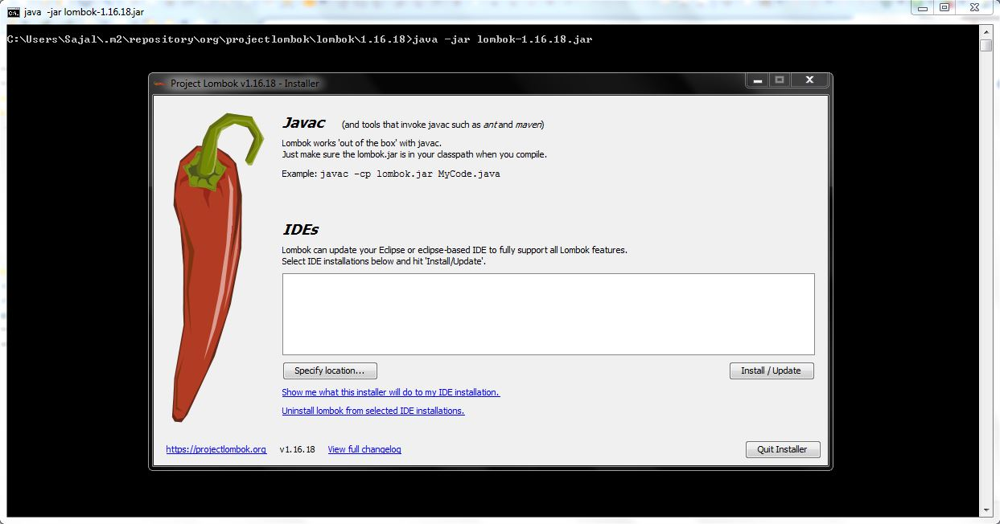 java -jar lombok-1.16.18.jar
C:\Users\Sajal\.m2\repository\org\projectlombok\lombok\1.16.18>java -jar lombok-1.16.18.jar
Project Lombok v1.16.18 - Installer
Javac (and tools that invoke javac such as ant and maven)
Lombok works 'out of the box' with javac.
Just make sure the lombok.jar is in your classpath when you compile.
Example: javac -cp lombok.jar MyCode.java
IDEs
Lombok can update your Eclipse or eclipse-based IDE to fully support all Lombok features.
Select IDE installations below and hit 'Install/Update'.
Specify location... Install / Update
Show me what this installer will do to my IDE installation.
Uninstall lombok from selected IDE installations.
https://projectlombok.org v1.16.18 View full changelog Quit Installer